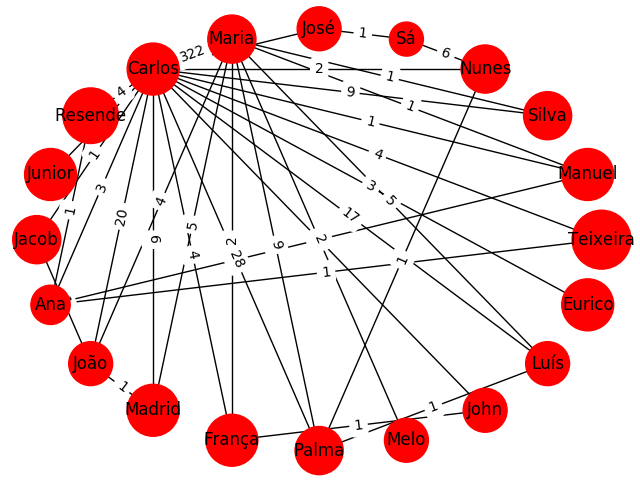 José
1
Sá
Maria
322
6
Carlos
2
Nunes
1
4
9
1
Silva
Resende
1
1
4
Junior
3
Manuel
1
20
4
3
5
17
Jacob
9
5
2
2
Teixeira
4
9
28
1
1
Ana
Eurico
João
Luís
1
Madrid
1
John
França
1
Melo
Palma